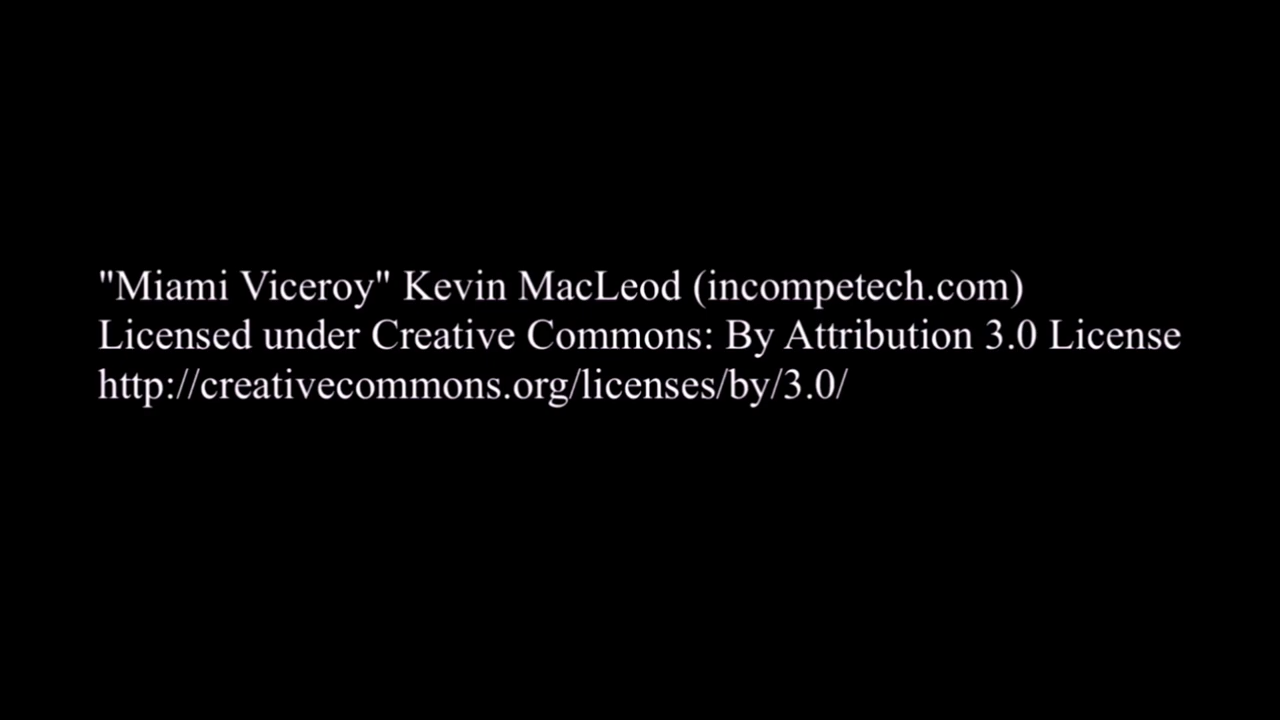 "Miami Viceroy" Kevin MacLeod (incompetech.com)
Licensed under Creative Commons: By Attribution 3.0 License
http://creativecommons.org/licenses/by/3.0/